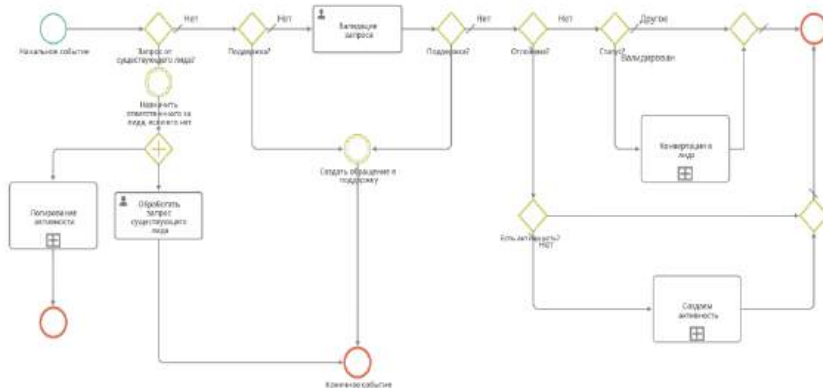 Нет
Нет
Валидация
запроса
Нет
Нет
Другое
Начальное событие
Запрос от
существующего лида?
Поддержка?
Поддержка?
Отложено?
Статус?
Валидирован
Назначить
ответственного за
лида, если его нет
Конвертация в
лида
Создать обращение в
поддержку
Логирование
активности
Обработать
запрос
существующего
лида
Есть активность?
Нет
Создаем
активность
Конечное событие